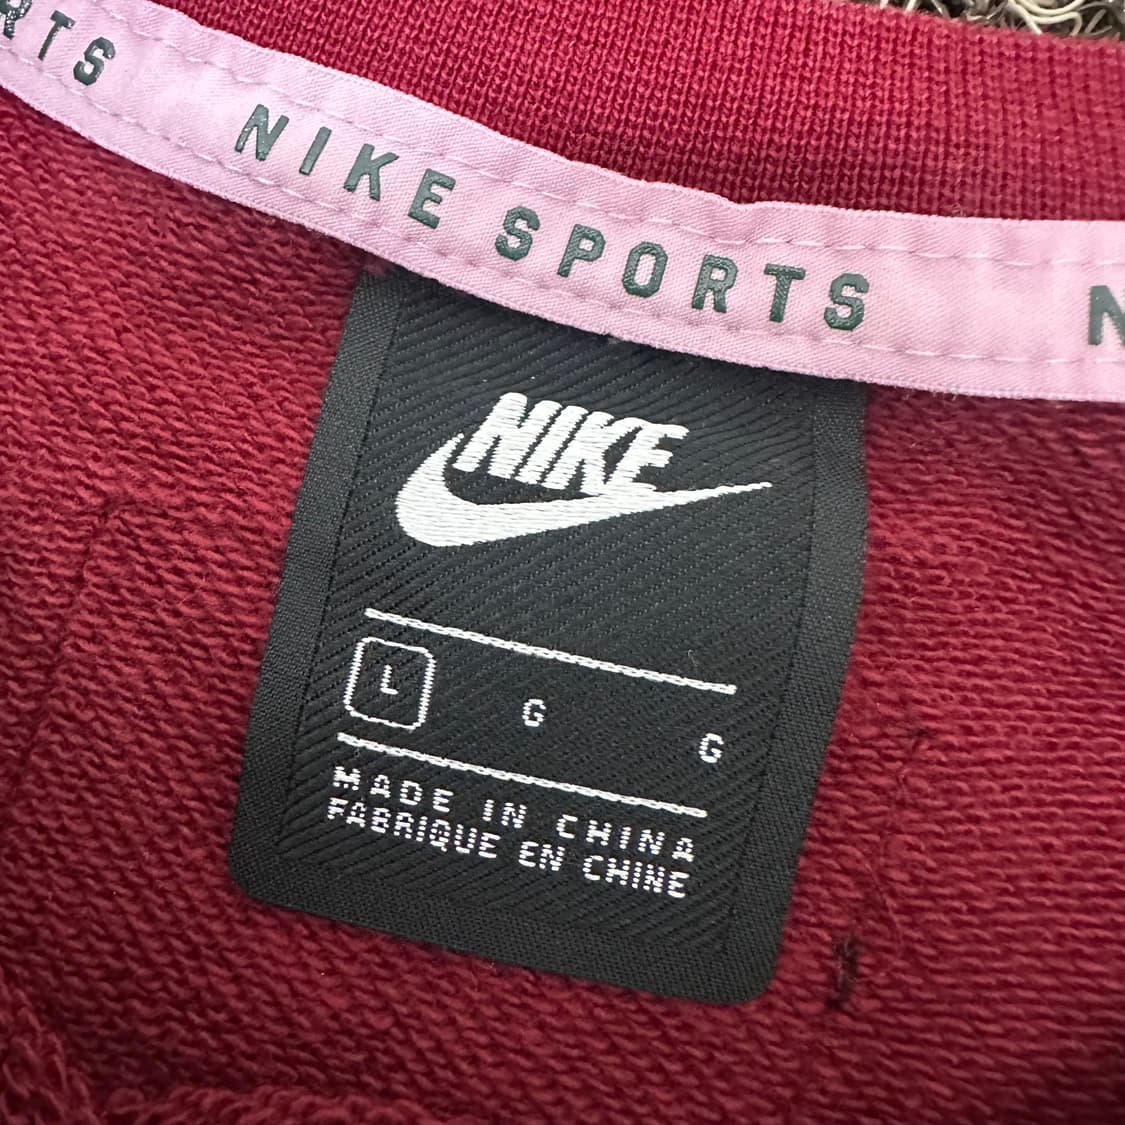 RTS NIKE SPORTS N
NIKE
L G G
MADE IN CHINA
FABRIQUE EN CHINE